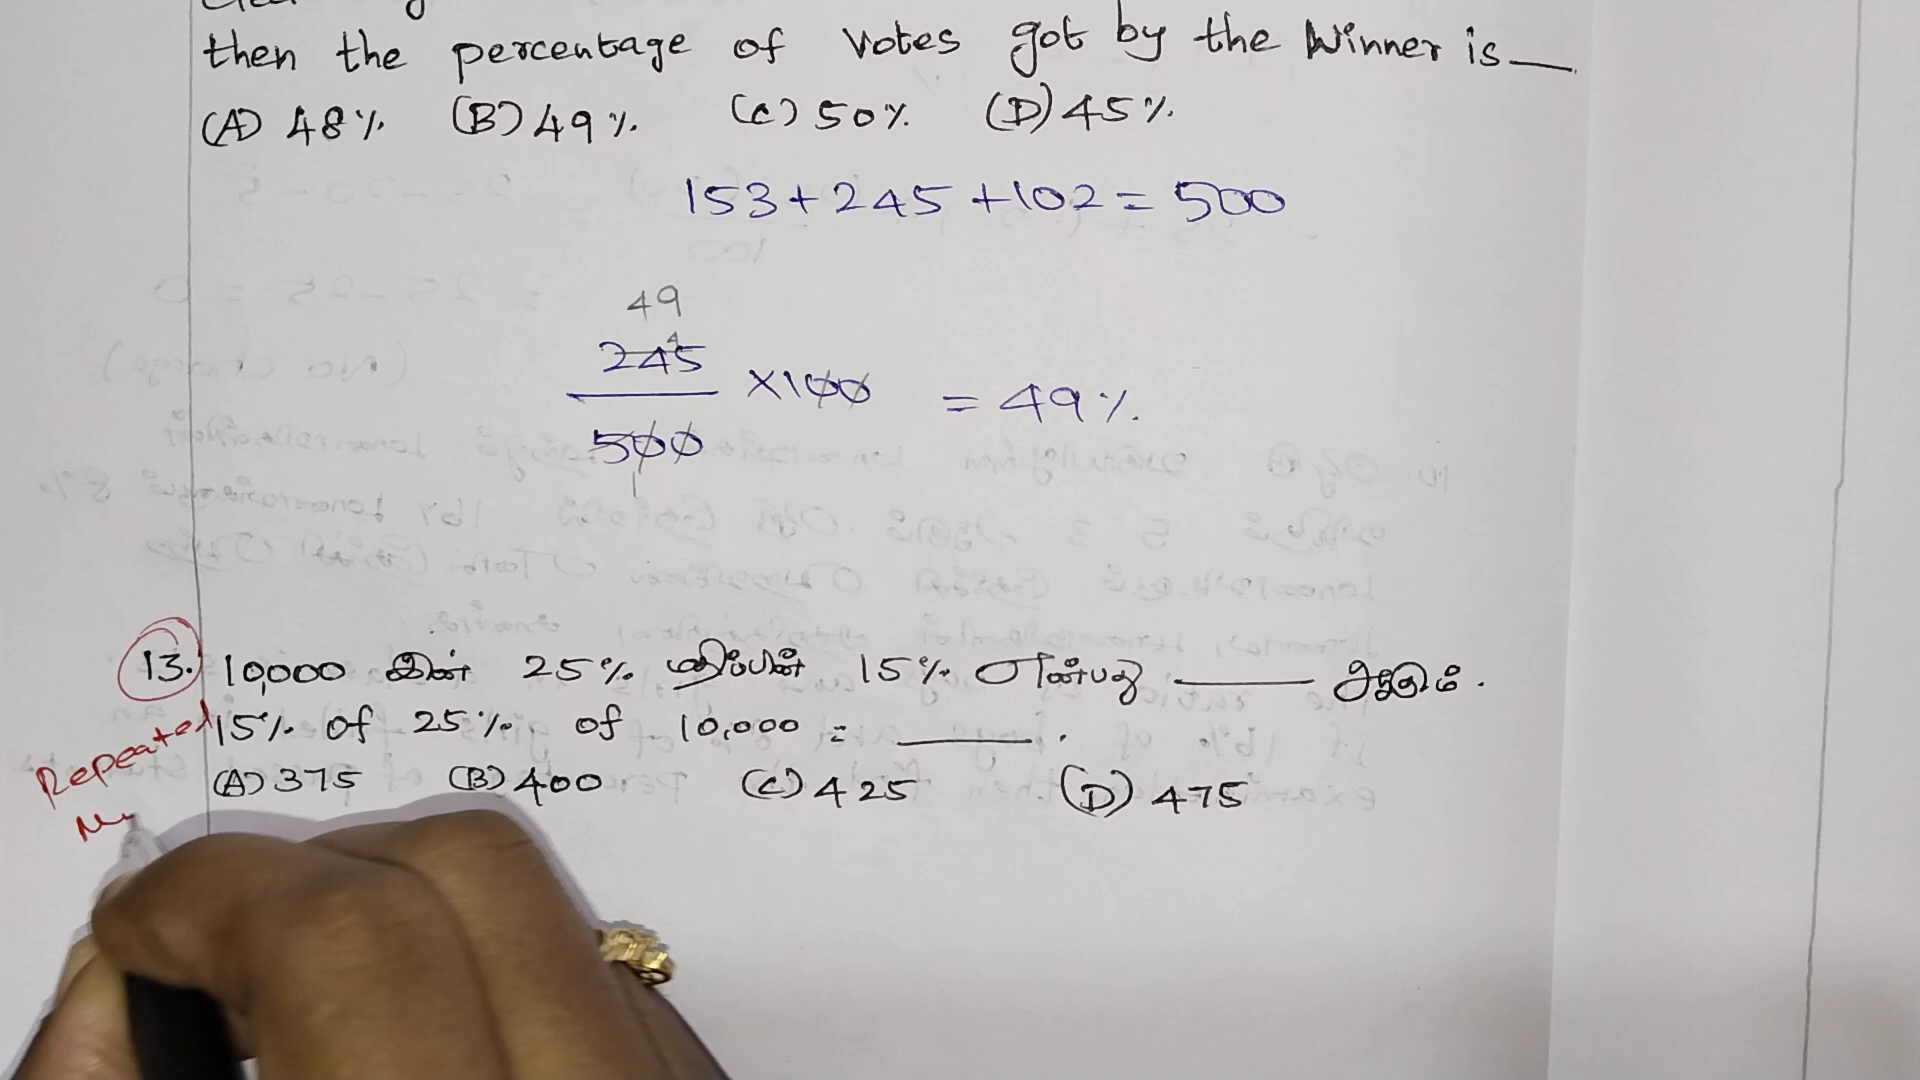 then the percentage of Votes got by the Winner is ___
(A) 48% (B) 49% (C) 50% (D) 45%
153+245+102 = 500
49
245
500
×100 = 49%
1
13. 10,000 இன் 25% மதிப்பின் 15% என்பது ______ ஆகும்.
Repeated
15% of 25% of 10,000 = ______.
(A) 375 (B) 400 (C) 425 (D) 475